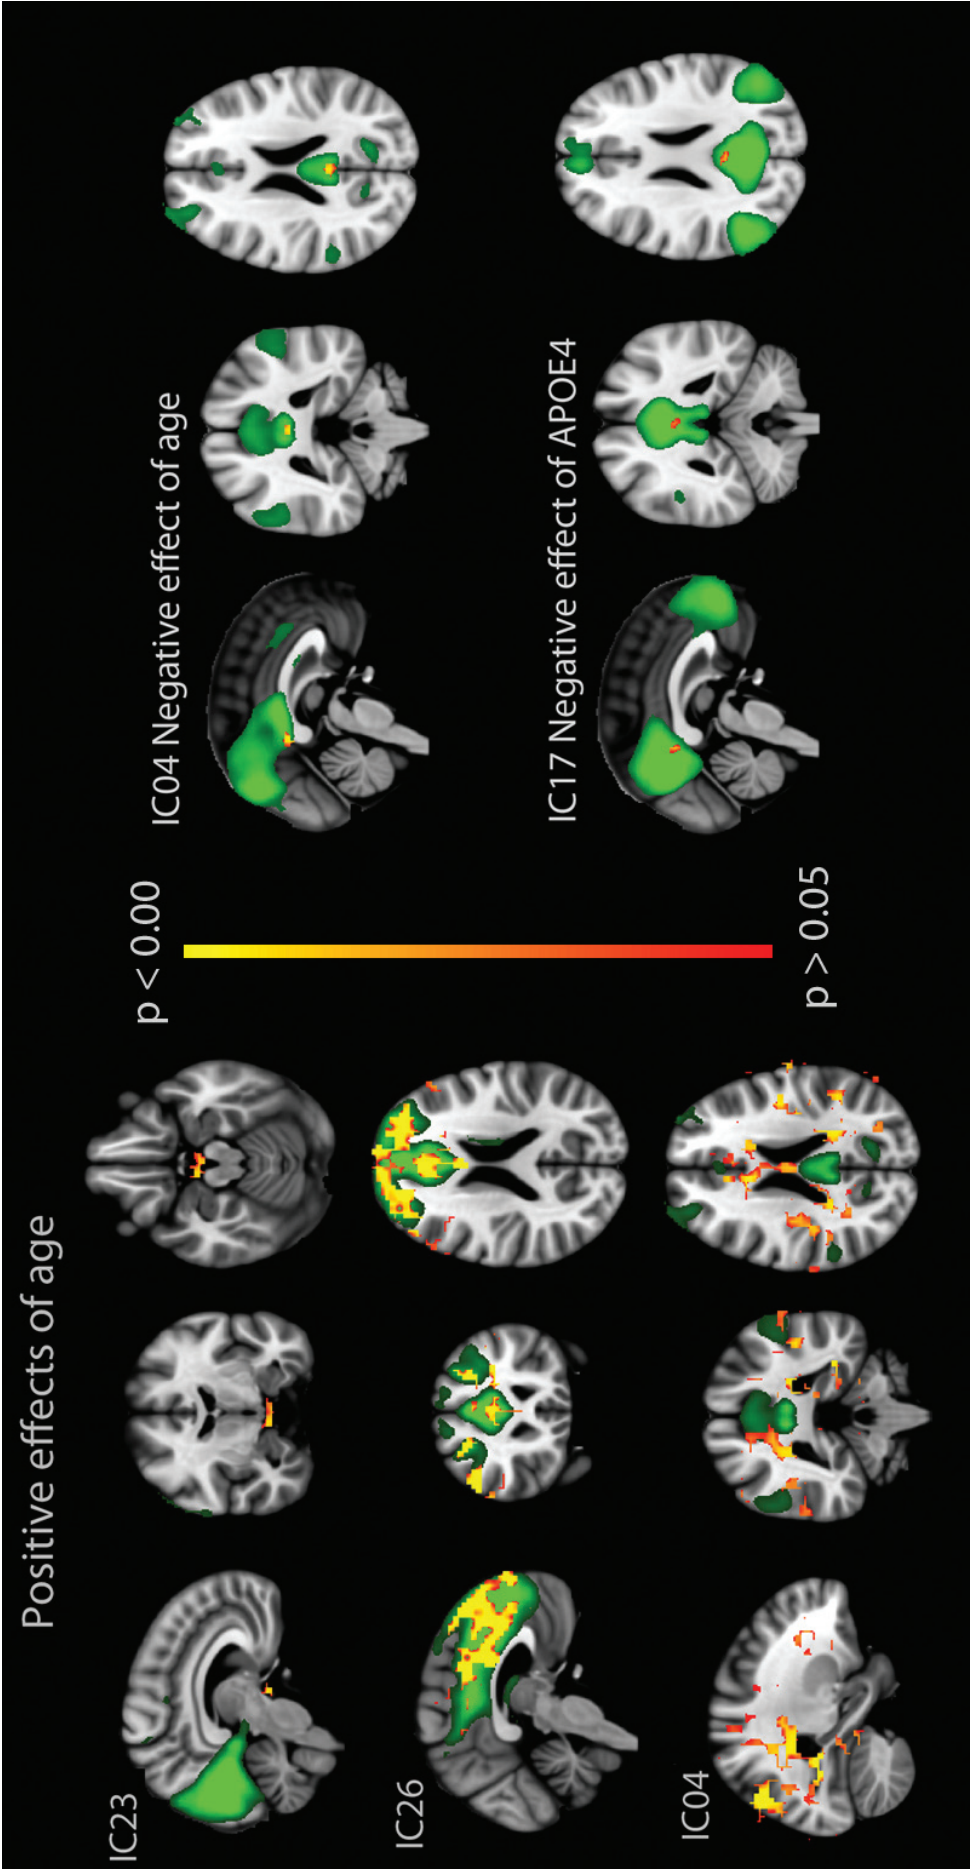 Positive effects of age
IC23
IC26
IC04
p < 0.00
p > 0.05
IC04 Negative effect of age
IC17 Negative effect of APOE4